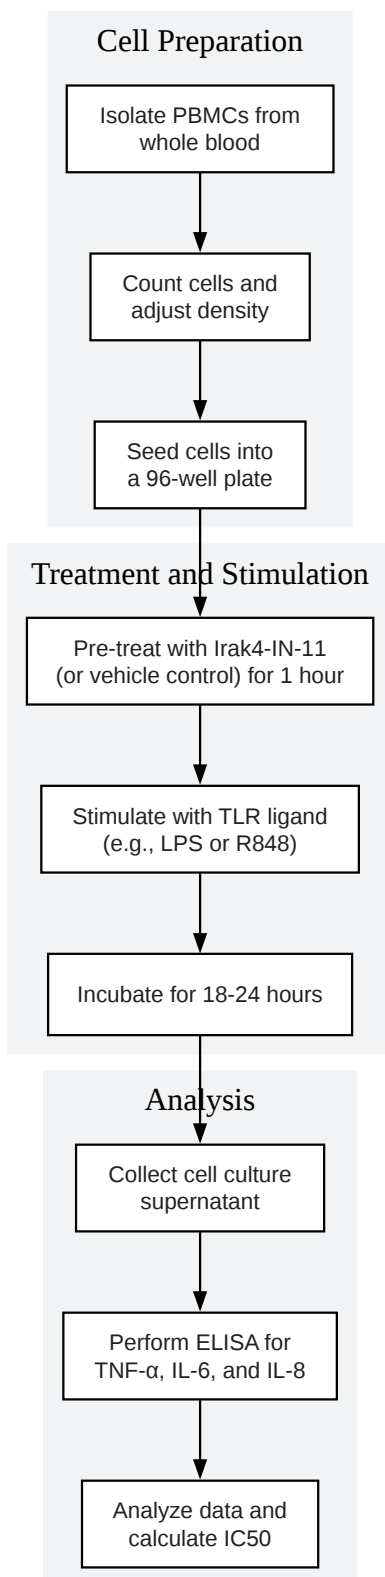 Cell Preparation
Isolate PBMCs from
whole blood
Count cells and
adjust density
Seed cells into
a 96-well plate
Treatment and Stimulation
Pre-treat with Irak4-IN-11
(or vehicle control) for 1 hour
Stimulate with TLR ligand
(e.g., LPS or R848)
Incubate for 18-24 hours
Analysis
Collect cell culture
supernatant
Perform ELISA for
TNF-α, IL-6, and IL-8
Analyze data and
calculate IC50